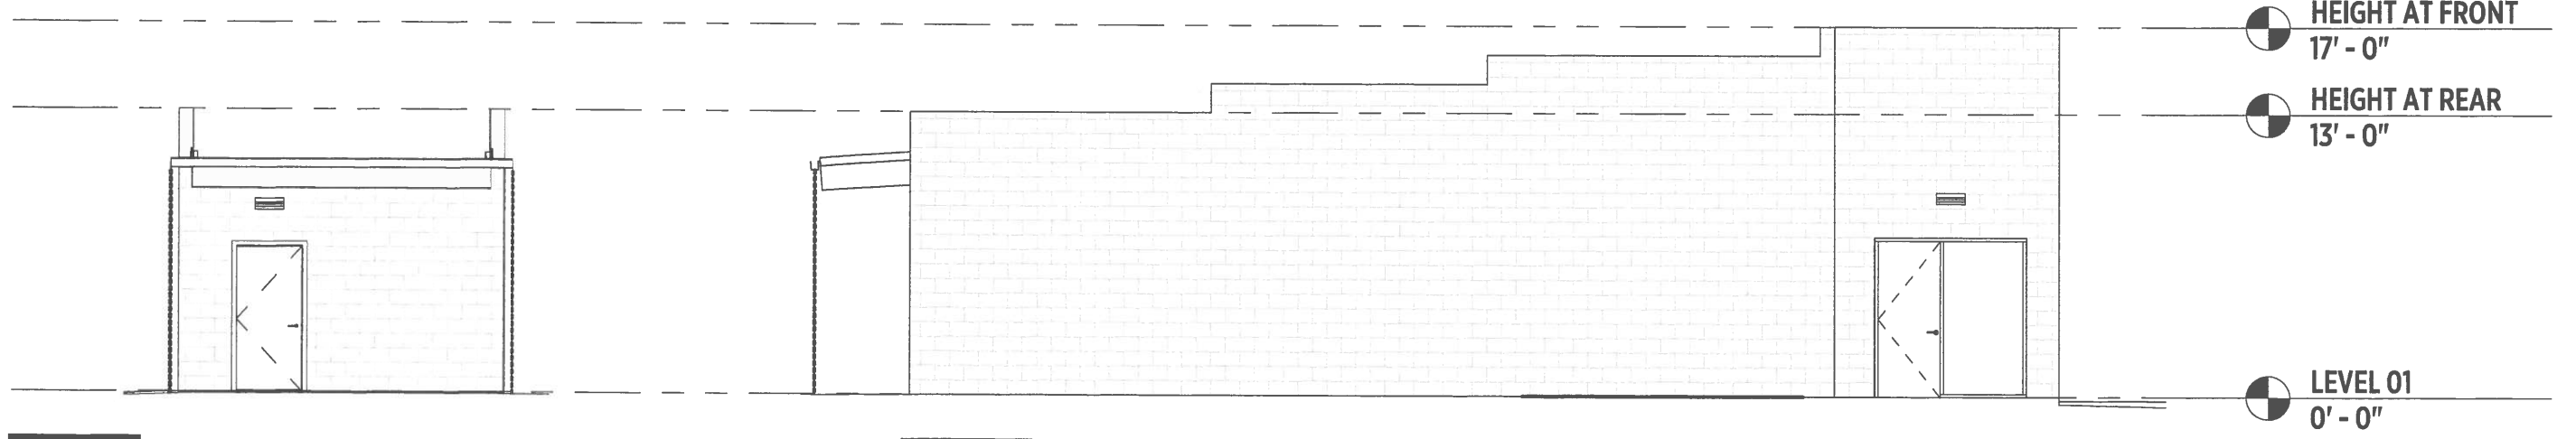 HEIGHT AT FRONT
17' - 0"
HEIGHT AT REAR
13' - 0"
LEVEL 01
0' - 0"